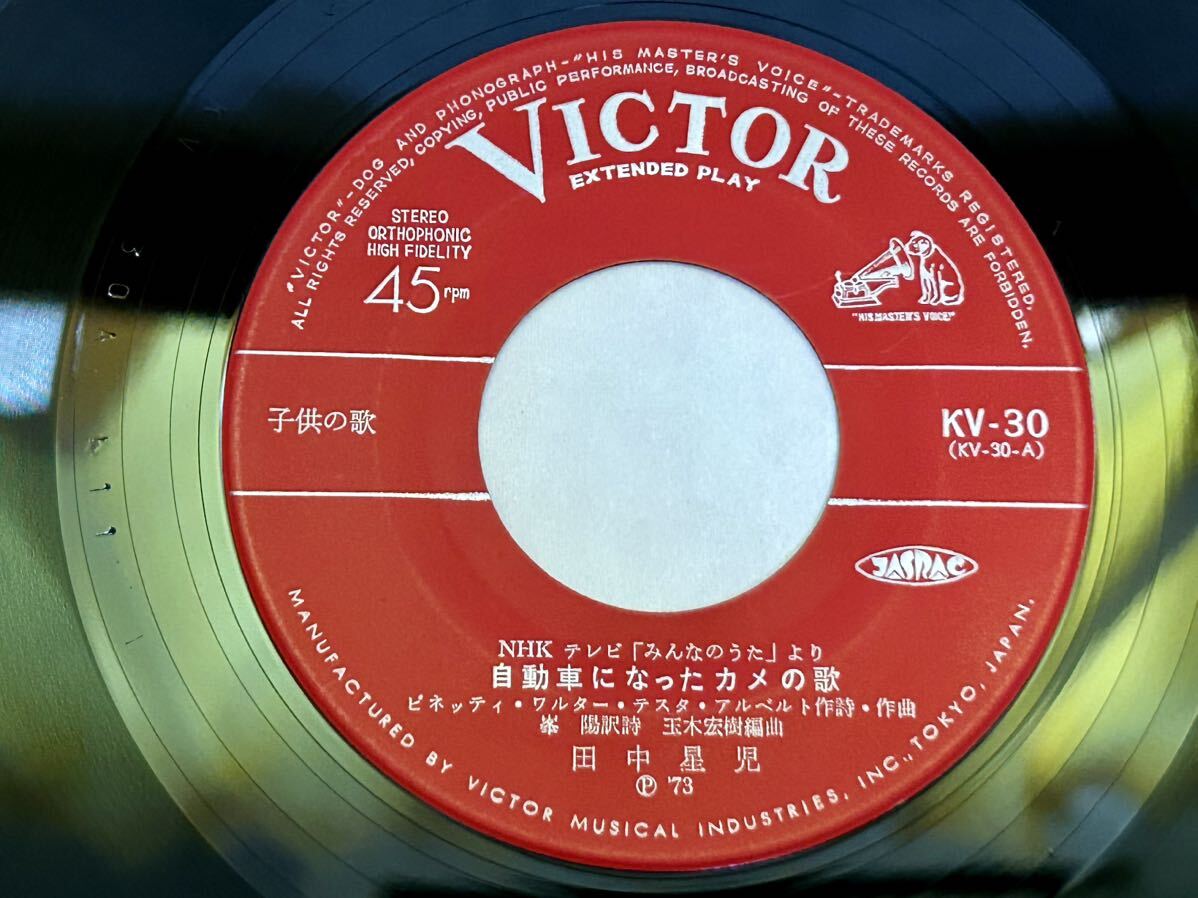 "VICTOR"-DOG AND PHONOGRAPH-"HIS MASTER'S VOICE"-TRADEMARKS REGISTERED.
ALL RIGHTS RESERVED, COPYING, PUBLIC PERFORMANCE, BROADCASTING OF THESE RECORDS ARE FORBIDDEN.
VICTOR
EXTENDED PLAY
STEREO
ORTHOPHONIC
HIGH FIDELITY
45rpm
"HIS MASTER'S VOICE"
子供の歌
KV-30
(KV-30-A)
JASRAC
NHK テレビ「みんなのうた」より
自動車になったカメの歌
ピネッティ・ワルター・テスタ・アルベルト作詩・作曲
峯 陽訳詩 玉木宏樹編曲
田中星児
Ⓟ '73
MANUFACTURED BY VICTOR MUSICAL INDUSTRIES, INC., TOKYO, JAPAN.